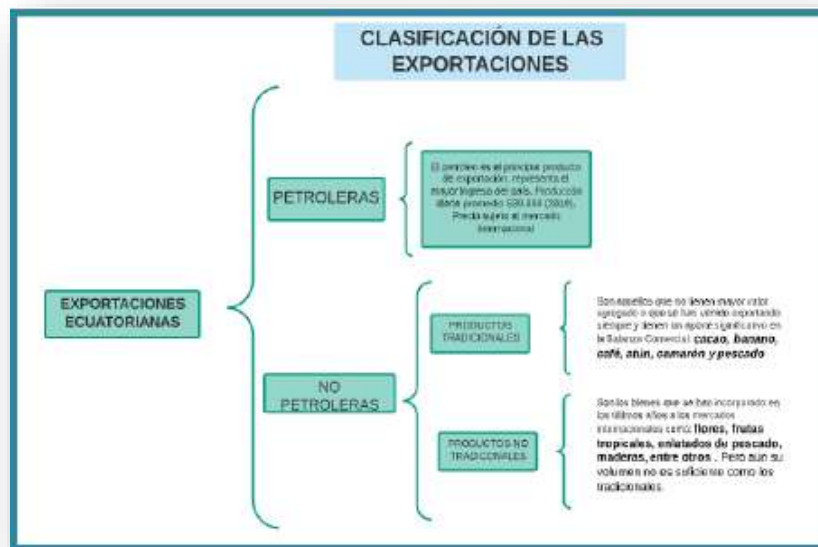 CLASIFICACIÓN DE LAS
EXPORTACIONES
PETROLERAS
El petróleo es el principal producto
de exportación, representa el
mayor ingreso del país. Producción
diaria promedio
Precio sujeto al mercado
internacional
EXPORTACIONES
ECUATORIANAS
NO
PETROLERAS
PRODUCTOS
TRADICIONALES
Son aquellos que no tienen mayor valor
agregado o que se han venido exportando
siempre y tienen un aporte significativo en
la Balanza Comercial: cacao, banano,
café, atún, camarón y pescado
PRODUCTOS NO
TRADICIONALES
Son los bienes que se han incorporado en
los últimos años a los mercados
internacionales como: flores, frutas
tropicales, enlatados de pescado,
maderas, entre otros . Pero aún su
volumen no es suficiente como los
tradicionales.